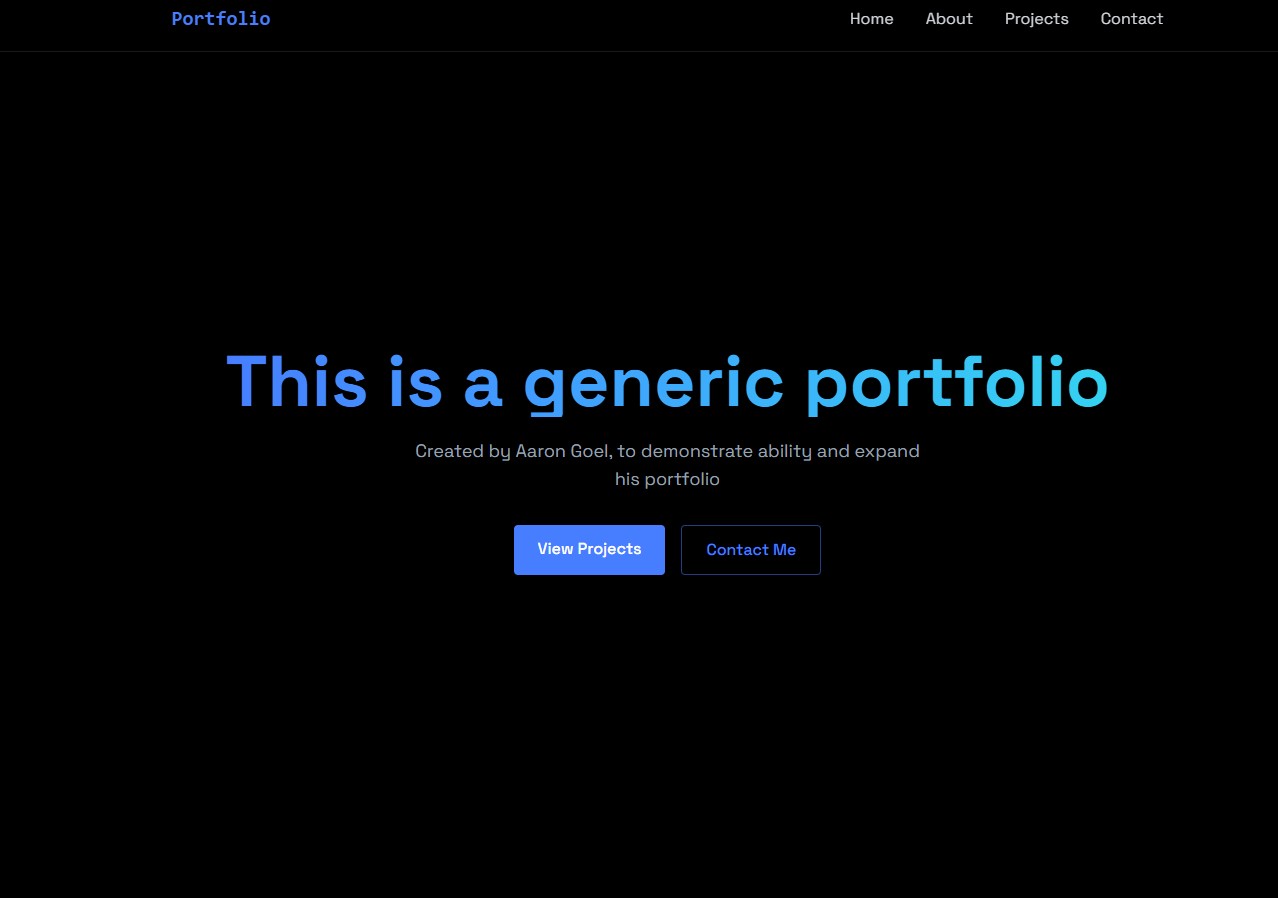 Portfolio
Home About Projects Contact
This is a generic portfolio
Created by Aaron Goel, to demonstrate ability and expand
his portfolio
View Projects Contact Me